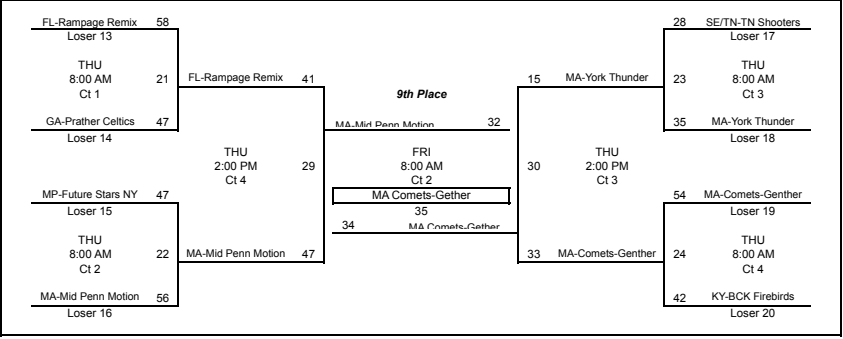 FL-Rampage Remix 58
Loser 13
THU
8:00 AM
Ct 1
21
GA-Prather Celtics 47
Loser 14
FL-Rampage Remix 41
THU
2:00 PM
Ct 4
29
MP-Future Stars NY 47
Loser 15
THU
8:00 AM
Ct 2
22
MA-Mid Penn Motion 56
Loser 16
MA-Mid Penn Motion 47
9th Place
MA-Mid Penn Motion 32
FRI
8:00 AM
Ct 2
MA Comets-Gether
35
34 MA Comets-Gether
15 MA-York Thunder
30
THU
2:00 PM
Ct 3
33 MA-Comets-Genther
28 SE/TN-TN Shooters
Loser 17
THU
8:00 AM
Ct 3
23
35 MA-York Thunder
Loser 18
54 MA-Comets-Genther
Loser 19
THU
8:00 AM
Ct 4
24
42 KY-BCK Firebirds
Loser 20